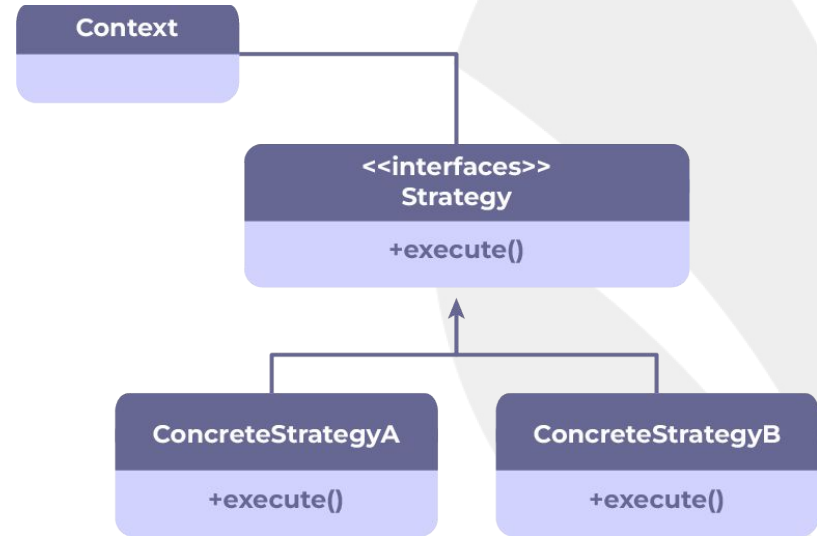 Context
<<interfaces>>
Strategy
+execute()
ConcreteStrategyA
+execute()
ConcreteStrategyB
+execute()